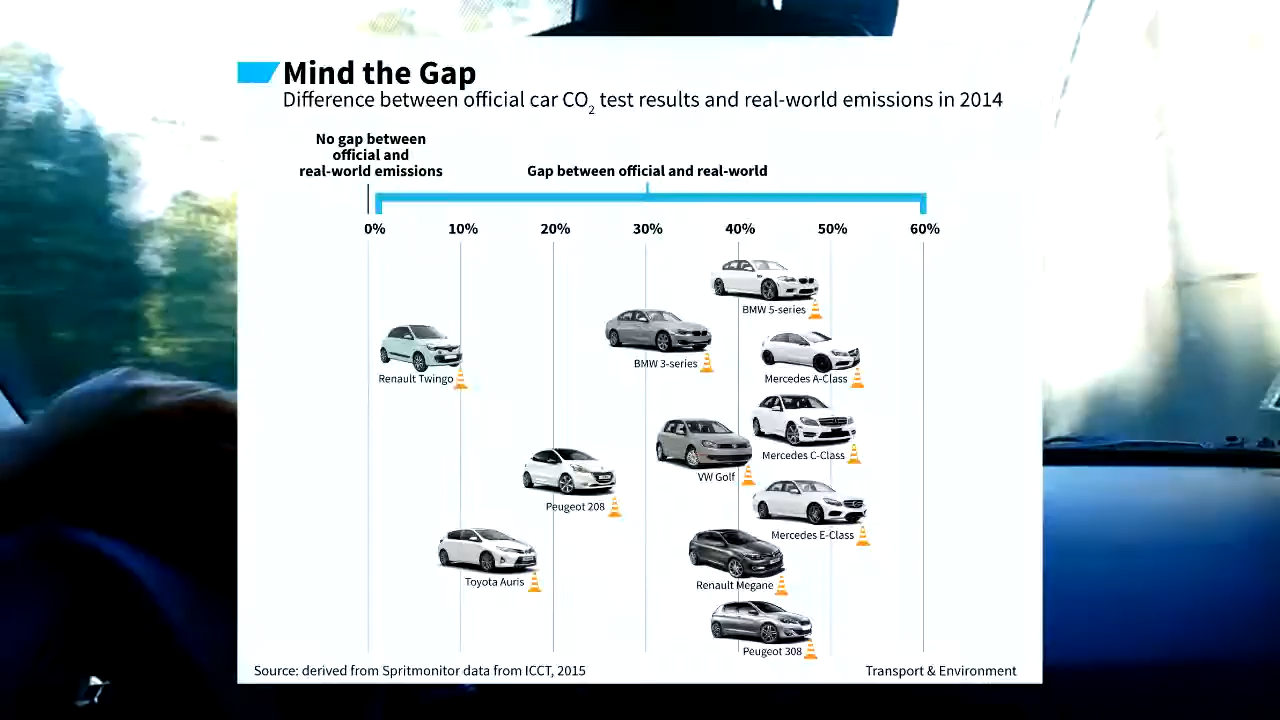 Mind the Gap
Difference between official car CO₂ test results and real-world emissions in 2014
No gap between
official and
real-world emissions
Gap between official and real-world
0% 10% 20% 30% 40% 50% 60%
BMW 5-series
BMW 3-series
Renault Twingo
Mercedes A-Class
Mercedes C-Class
VW Golf
Peugeot 208
Mercedes E-Class
Toyota Auris
Renault Megane
Peugeot 308
Source: derived from Spritmonitor data from ICCT, 2015
Transport & Environment